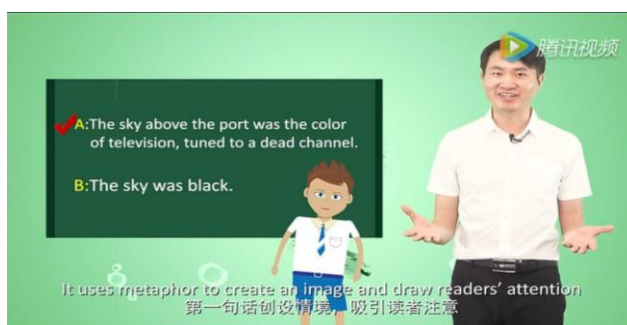 腾讯视频
A:The sky above the port was the color
of television, tuned to a dead channel.
B:The sky was black.
It uses metaphor to create an image and draw readers' attention
第一句话创设情境，吸引读者注意